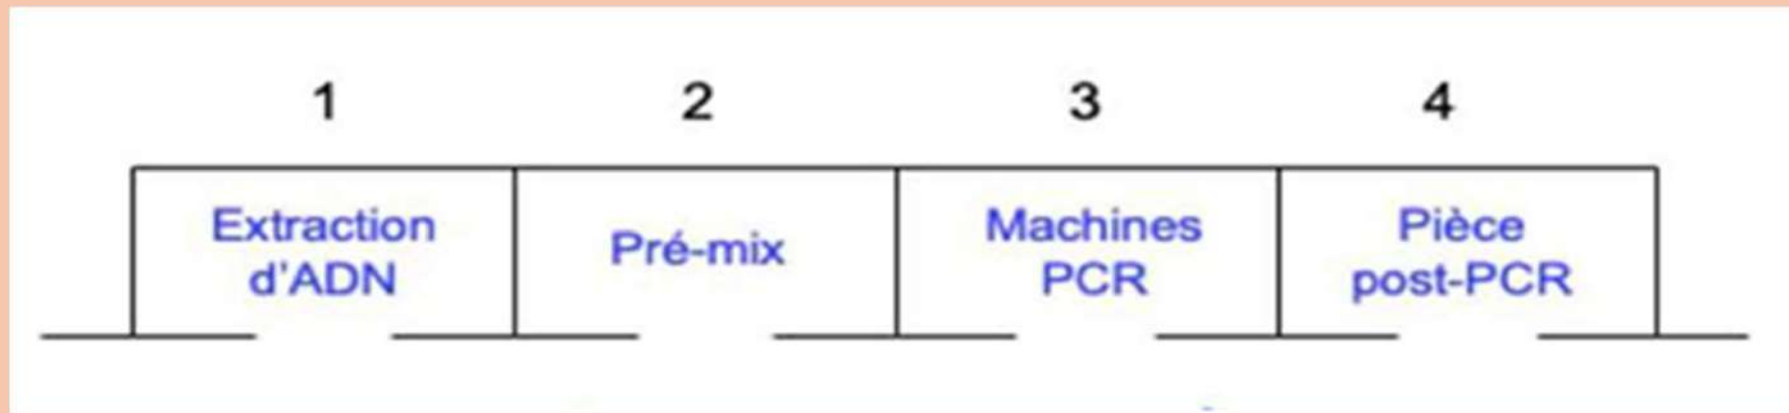 1 2 3 4
Extraction
d'ADN
Pré-mix
Machines
PCR
Pièce
post-PCR